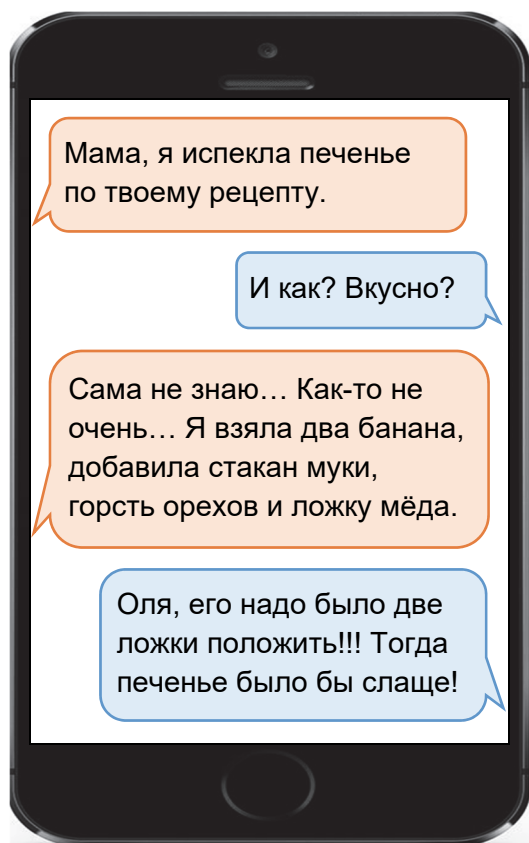 Мама, я испекла печенье
по твоему рецепту.
И как? Вкусно?
Сама не знаю… Как-то не
очень… Я взяла два банана,
добавила стакан муки,
горсть орехов и ложку мёда.
Оля, его надо было две
ложки положить!!! Тогда
печенье было бы слаще!